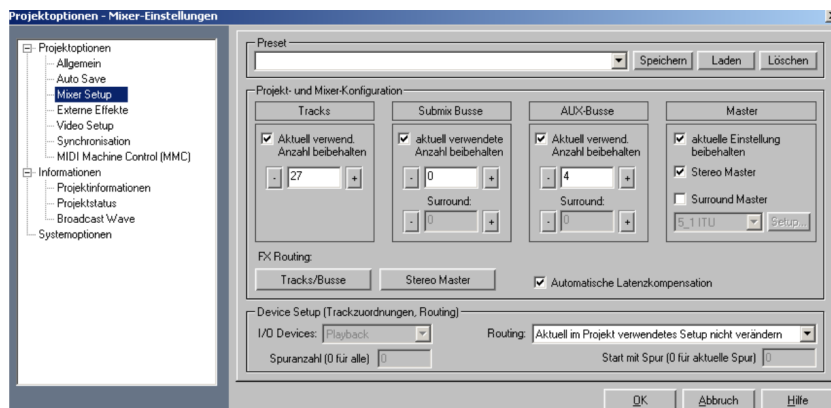 Projektoptionen - Mixer-Einstellungen
Projektoptionen
Allgemein
Auto Save
Mixer Setup
Externe Effekte
Video Setup
Synchronisation
MIDI Machine Control (MMC)
Informationen
Projektinformationen
Projektstatus
Broadcast Wave
Systemoptionen
Preset
Speichern Laden Löschen
Projekt- und Mixer-Konfiguration
Tracks Submix Busse AUX-Busse Master
Aktuell verwend. Anzahl beibehalten
- 27 +
aktuell verwendete Anzahl beibehalten
- 0 +
Surround:
- 0 +
Aktuell verwend. Anzahl beibehalten
- 4 +
Surround:
- 0 +
aktuelle Einstellung beibehalten
Stereo Master
Surround Master
5_1 ITU Setup...
FX Routing:
Tracks/Busse Stereo Master Automatische Latenzkompensation
Device Setup (Trackzuordnungen, Routing)
I/O Devices: Playback Routing: Aktuell im Projekt verwendetes Setup nicht verändern
Spuranzahl (0 für alle) 0 Start mit Spur (0 für aktuelle Spur) 0
OK Abbruch Hilfe